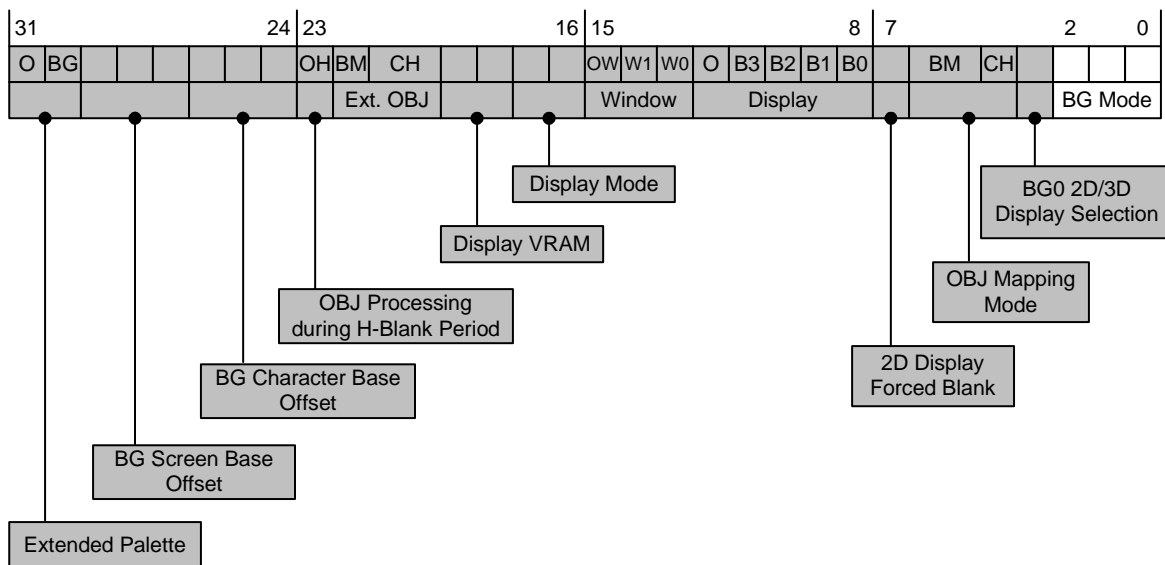 31 24 23 16 15 8 7 2 0
O BG OH BM CH OW W1 W0 O B3 B2 B1 B0 BM CH
Ext. OBJ Window Display BG Mode
Display Mode
BG0 2D/3D
Display Selection
Display VRAM
OBJ Mapping
Mode
OBJ Processing
during H-Blank Period
2D Display
Forced Blank
BG Character Base
Offset
BG Screen Base
Offset
Extended Palette